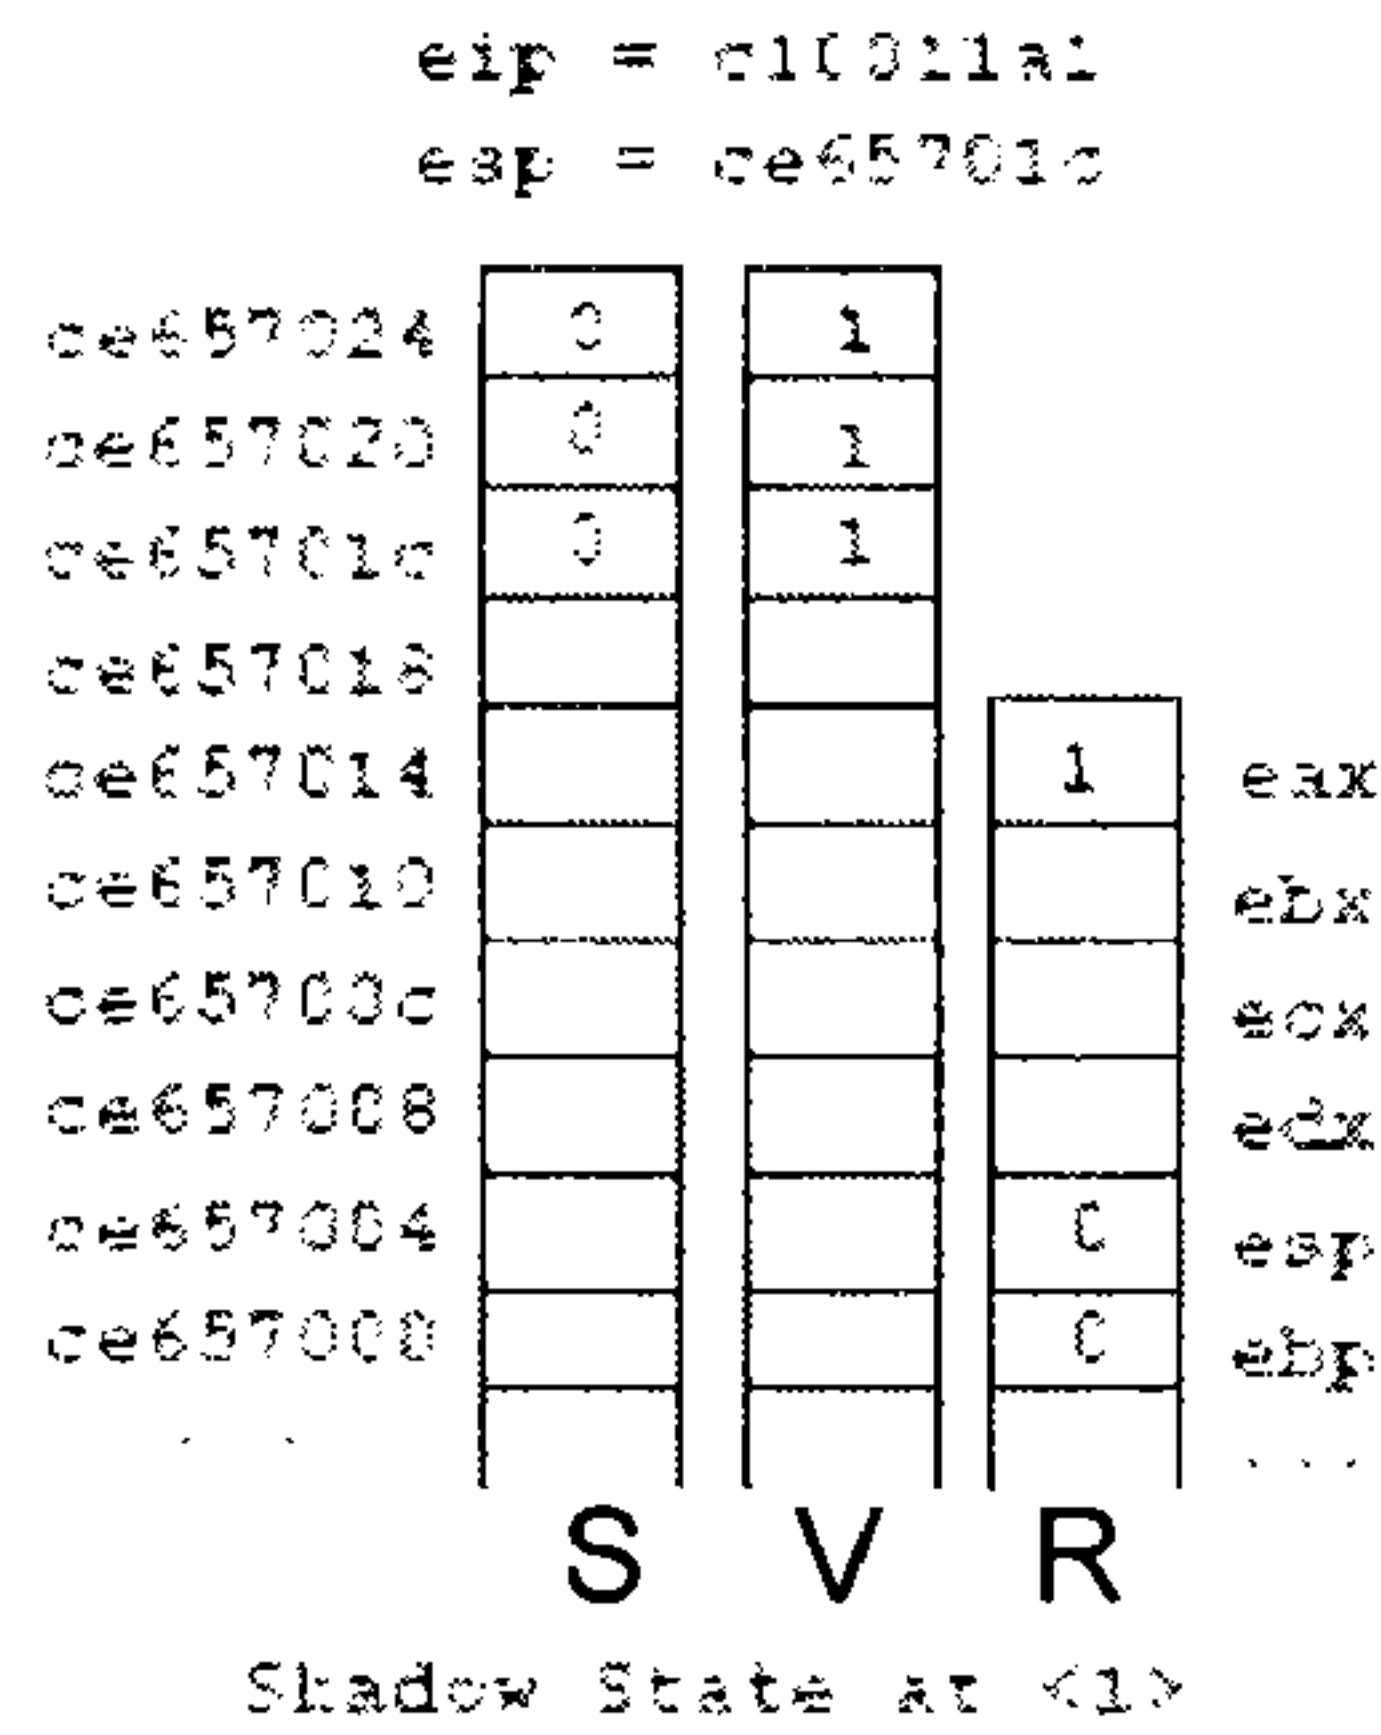 eip =
esp = ce65701c
ce657024 0 1
ce657020 0 1
ce65701c 0 1
ce657018
ce657014 1 eax
ce657010 ebx
ce65700c ecx
ce657008 edx
ce657004 0 esp
ce657000 0 ebp
. . .
S V R
Shadow State at <1>